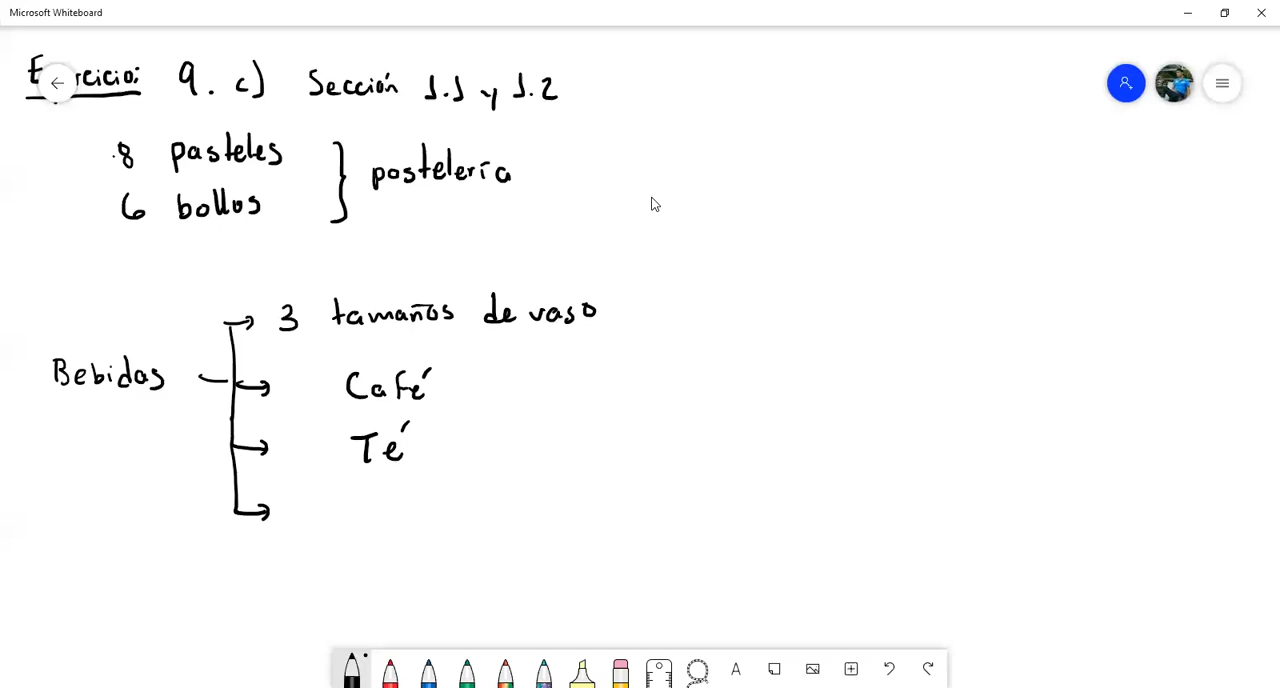 Microsoft Whiteboard
Ejercicio: 9. c) Sección 1.1 y 1.2
8 pasteles
pastelería
6 bollos
3 tamaños de vaso
Bebidas
Café
Té
A